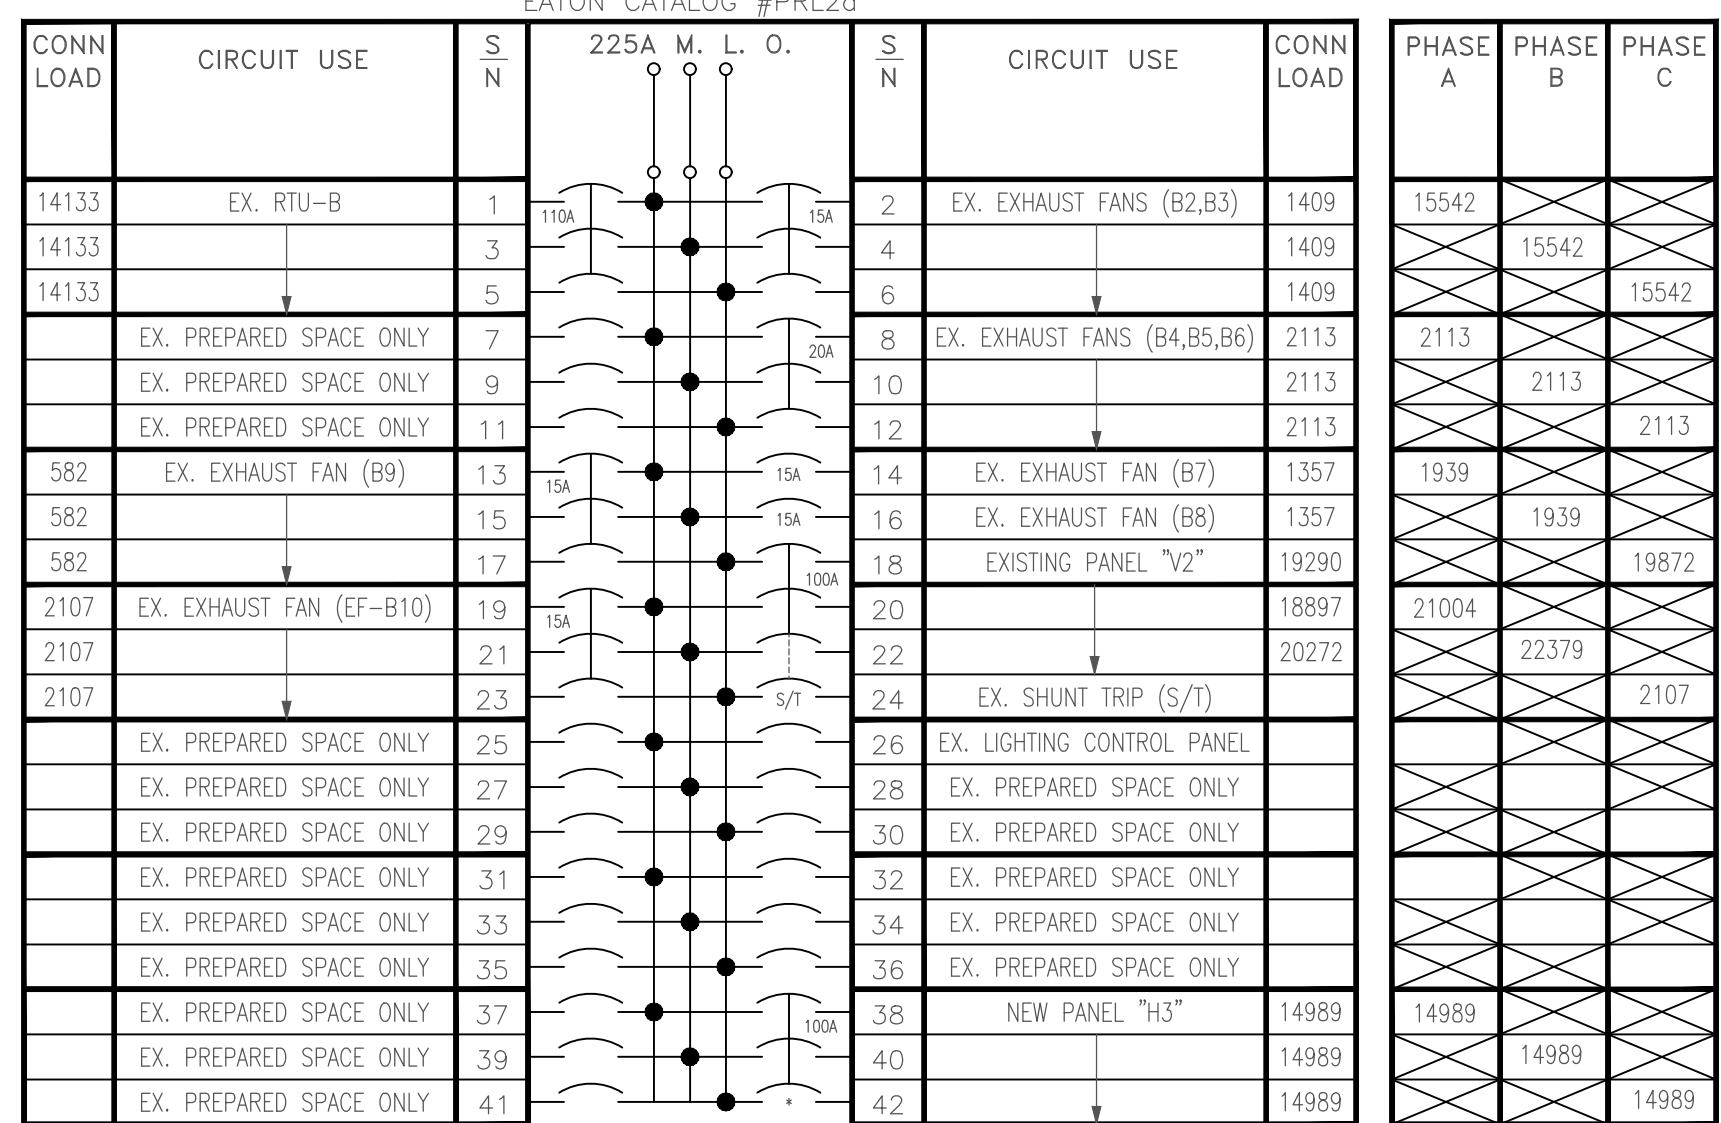 EATON CATALOG #PRL2a
CONN LOAD CIRCUIT USE S/N 225A M. L. O. S/N CIRCUIT USE CONN LOAD PHASE A PHASE B PHASE C
14133 EX. RTU-B 1 110A 15A 2 EX. EXHAUST FANS (B2,B3) 1409 15542
14133 3 4 1409 15542
14133 5 6 1409 15542
EX. PREPARED SPACE ONLY 7 20A 8 EX. EXHAUST FANS (B4,B5,B6) 2113 2113
EX. PREPARED SPACE ONLY 9 10 2113 2113
EX. PREPARED SPACE ONLY 11 12 2113 2113
582 EX. EXHAUST FAN (B9) 13 15A 15A 14 EX. EXHAUST FAN (B7) 1357 1939
582 15 15A 16 EX. EXHAUST FAN (B8) 1357 1939
582 17 100A 18 EXISTING PANEL "V2" 19290 19872
2107 EX. EXHAUST FAN (EF-B10) 19 15A 20 18897 21004
2107 21 22 20272 22379
2107 23 S/T 24 EX. SHUNT TRIP (S/T) 2107
EX. PREPARED SPACE ONLY 25 26 EX. LIGHTING CONTROL PANEL
EX. PREPARED SPACE ONLY 27 28 EX. PREPARED SPACE ONLY
EX. PREPARED SPACE ONLY 29 30 EX. PREPARED SPACE ONLY
EX. PREPARED SPACE ONLY 31 32 EX. PREPARED SPACE ONLY
EX. PREPARED SPACE ONLY 33 34 EX. PREPARED SPACE ONLY
EX. PREPARED SPACE ONLY 35 36 EX. PREPARED SPACE ONLY
EX. PREPARED SPACE ONLY 37 100A 38 NEW PANEL "H3" 14989 14989
EX. PREPARED SPACE ONLY 39 40 14989 14989
EX. PREPARED SPACE ONLY 41 * 42 14989 14989